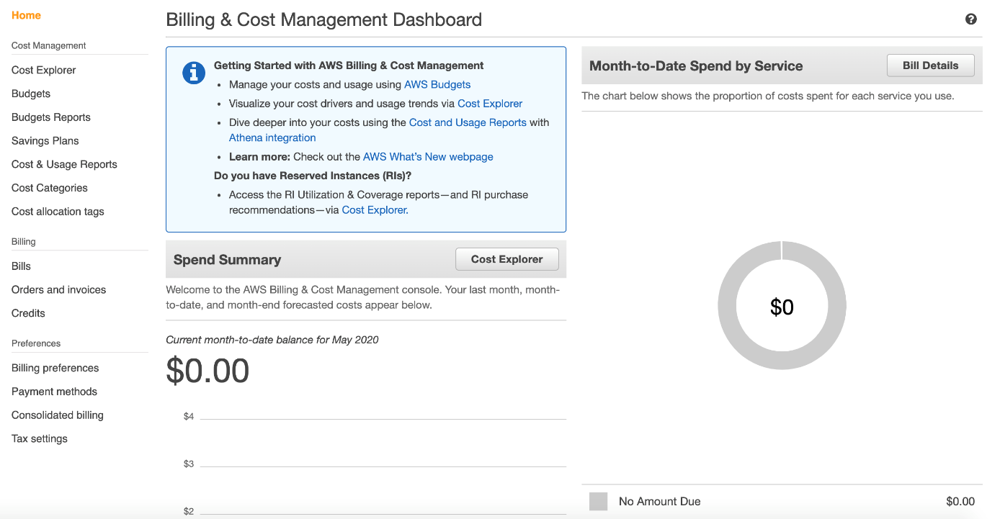 Home
Cost Management
Cost Explorer
Budgets
Budgets Reports
Savings Plans
Cost & Usage Reports
Cost Categories
Cost allocation tags
Billing
Bills
Orders and invoices
Credits
Preferences
Billing preferences
Payment methods
Consolidated billing
Tax settings
Billing & Cost Management Dashboard
?
i
Getting Started with AWS Billing & Cost Management
• Manage your costs and usage using AWS Budgets
• Visualize your cost drivers and usage trends via Cost Explorer
• Dive deeper into your costs using the Cost and Usage Reports with
Athena integration
• Learn more: Check out the AWS What’s New webpage
Do you have Reserved Instances (RIs)?
• Access the RI Utilization & Coverage reports—and RI purchase
recommendations—via Cost Explorer.
Spend Summary
Cost Explorer
Welcome to the AWS Billing & Cost Management console. Your last month, month-
to-date, and month-end forecasted costs appear below.
Current month-to-date balance for May 2020
$0.00
$4
$3
$2
Month-to-Date Spend by Service
Bill Details
The chart below shows the proportion of costs spent for each service you use.
$0
No Amount Due $0.00